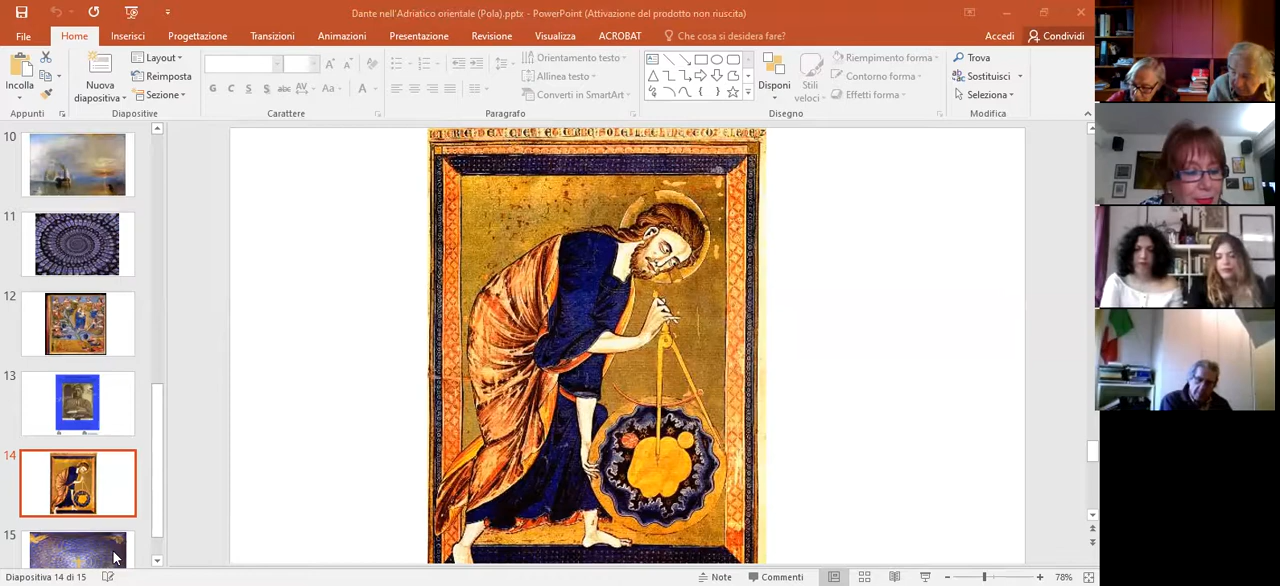 Dante nell'Adriatico orientale (Pola).pptx - PowerPoint (Attivazione del prodotto non riuscita)
File Home Inserisci Progettazione Transizioni Animazioni Presentazione Revisione Visualizza ACROBAT Che cosa si desidera fare? Accedi Condividi
Incolla
Nuova
diapositiva
Layout
Reimposta
Sezione
G C S S abc AV Aa A
Orientamento testo
Allinea testo
Converti in SmartArt
Disponi
Stili
veloci
Riempimento forma
Contorno forma
Effetti forma
Trova
Sostituisci
Seleziona
Appunti Diapositive Carattere Paragrafo Disegno Modifica
10
11
12
13
14
15
Diapositiva 14 di 15 Note Commenti 78%